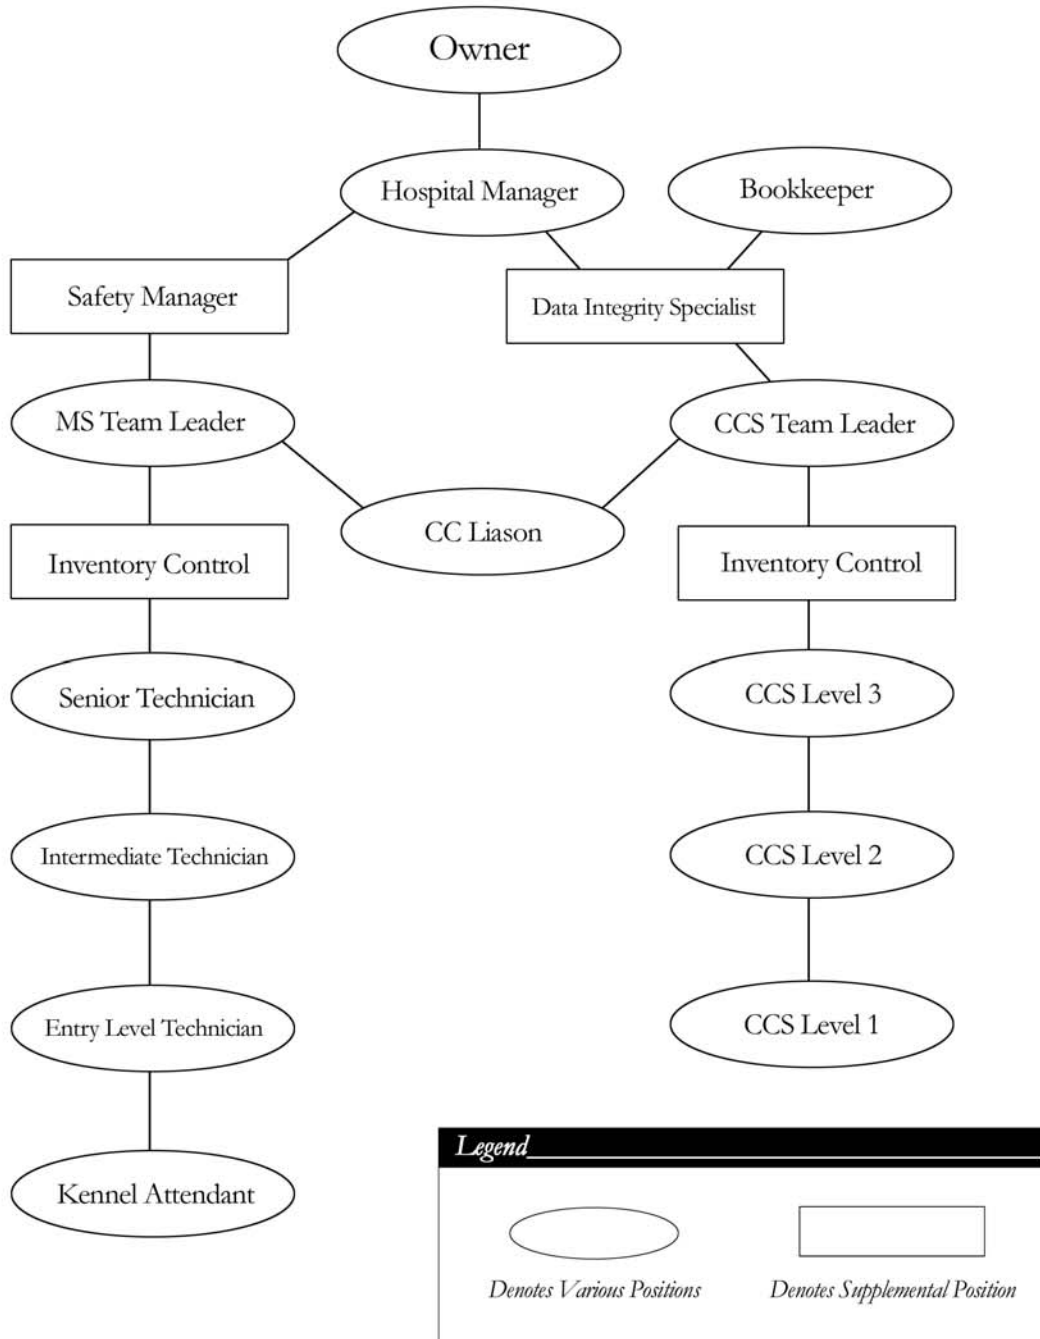 Owner
Hospital Manager
Bookkeeper
Safety Manager
Data Integrity Specialist
MS Team Leader
CCS Team Leader
CC Liason
Inventory Control
Inventory Control
Senior Technician
CCS Level 3
Intermediate Technician
CCS Level 2
Entry Level Technician
CCS Level 1
Kennel Attendant
Legend
Denotes Various Positions
Denotes Supplemental Position